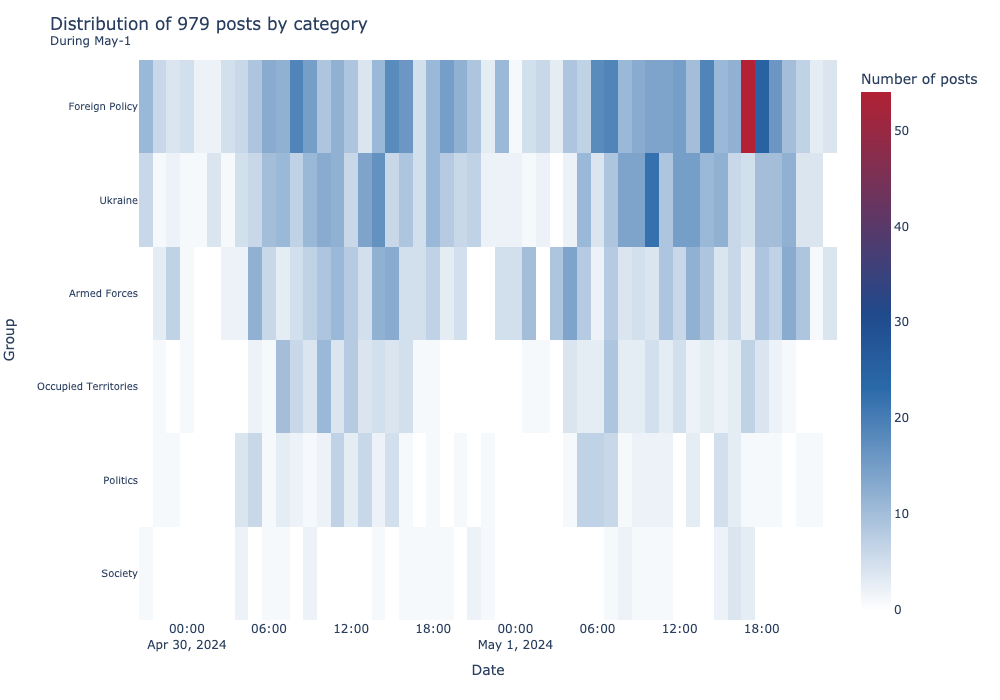 Distribution of 979 posts by category
During May-1
Number of posts
Foreign Policy
Ukraine
Armed Forces
Occupied Territories
Politics
Society
Group
50
40
30
20
10
0
00:00 06:00 12:00 18:00 00:00 06:00 12:00 18:00
Apr 30, 2024 May 1, 2024
Date